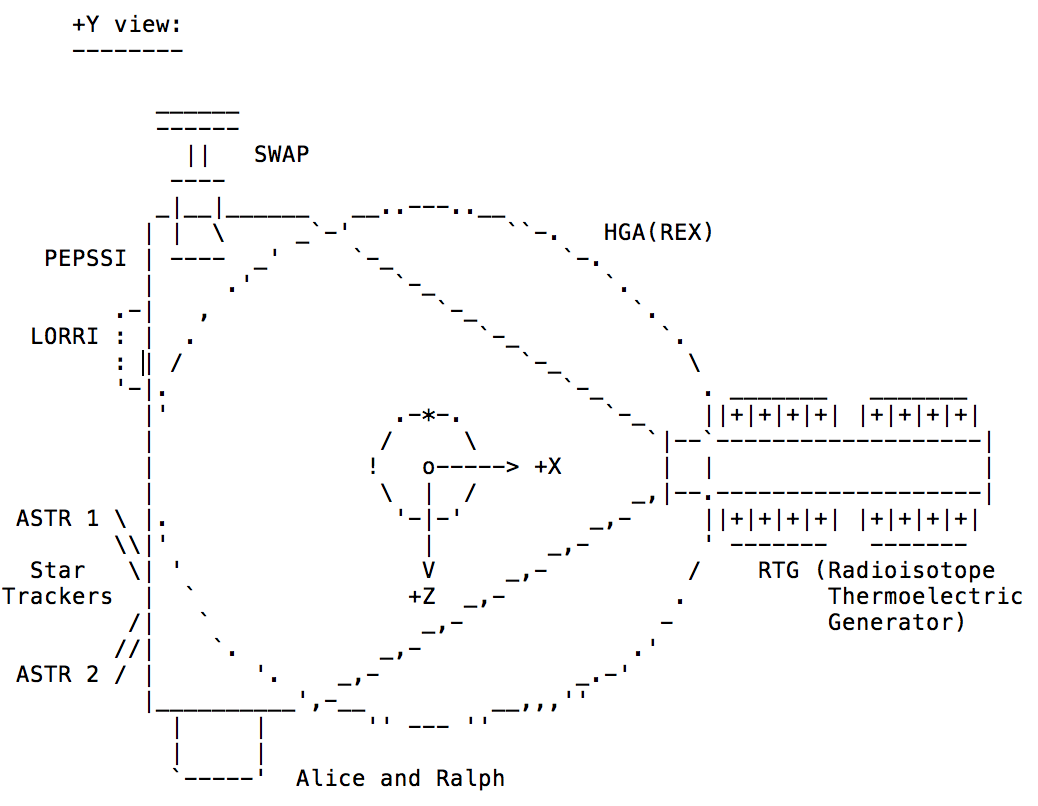 +Y view:
SWAP
HGA(REX)
PEPSSI
LORRI
+X
ASTR 1
V
Star
Trackers
+Z
RTG (Radioisotope
Thermoelectric
Generator)
ASTR 2
Alice and Ralph